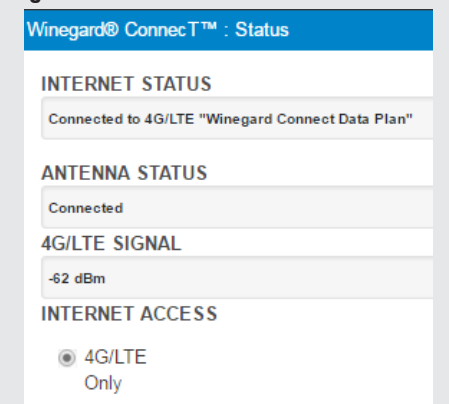 Winegard® ConnecT™ : Status
INTERNET STATUS
Connected to 4G/LTE "Winegard Connect Data Plan"
ANTENNA STATUS
Connected
4G/LTE SIGNAL
-62 dBm
INTERNET ACCESS
4G/LTE
Only